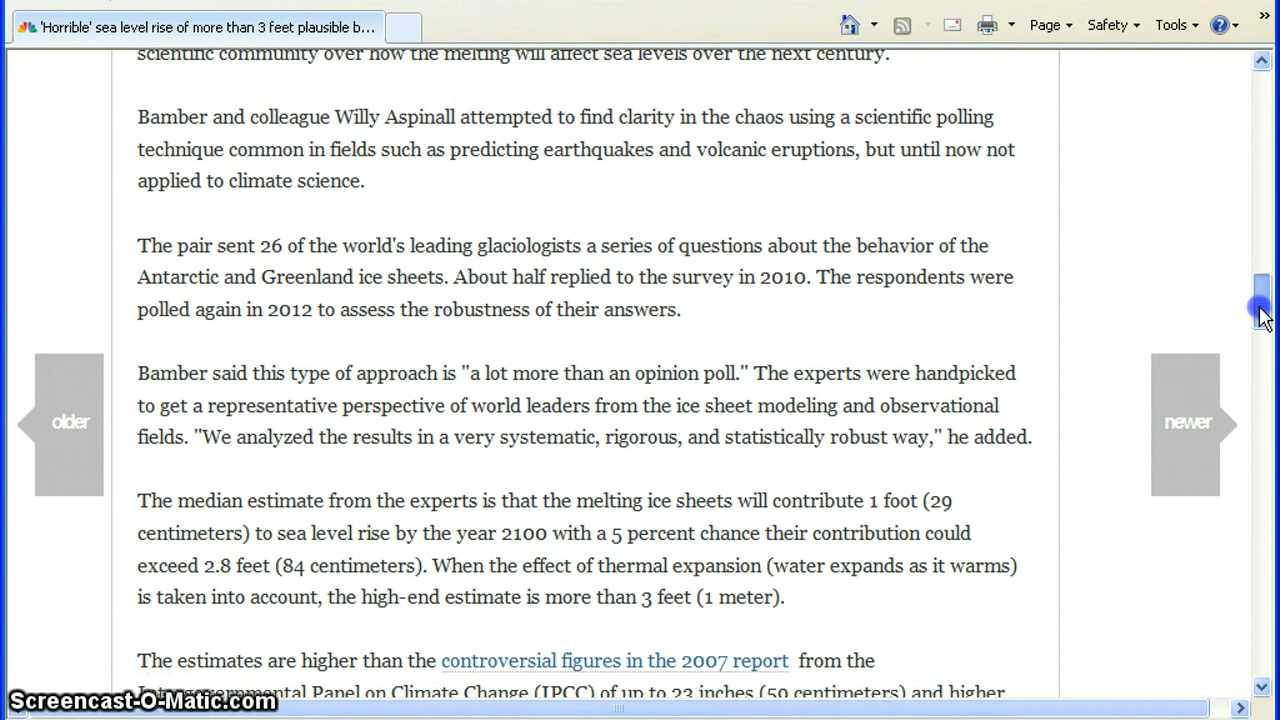 'Horrible' sea level rise of more than 3 feet plausible b...
Page
Safety
Tools
scientific community over how the melting will affect sea levels over the next century.
Bamber and colleague Willy Aspinall attempted to find clarity in the chaos using a scientific polling
technique common in fields such as predicting earthquakes and volcanic eruptions, but until now not
applied to climate science.
The pair sent 26 of the world's leading glaciologists a series of questions about the behavior of the
Antarctic and Greenland ice sheets. About half replied to the survey in 2010. The respondents were
polled again in 2012 to assess the robustness of their answers.
Bamber said this type of approach is "a lot more than an opinion poll." The experts were handpicked
to get a representative perspective of world leaders from the ice sheet modeling and observational
fields. "We analyzed the results in a very systematic, rigorous, and statistically robust way," he added.
older
newer
The median estimate from the experts is that the melting ice sheets will contribute 1 foot (29
centimeters) to sea level rise by the year 2100 with a 5 percent chance their contribution could
exceed 2.8 feet (84 centimeters). When the effect of thermal expansion (water expands as it warms)
is taken into account, the high-end estimate is more than 3 feet (1 meter).
The estimates are higher than the controversial figures in the 2007 report from the
Intergovernmental Panel on Climate Change (IPCC) of up to 23 inches (59 centimeters) and higher
Screencast-O-Matic.com